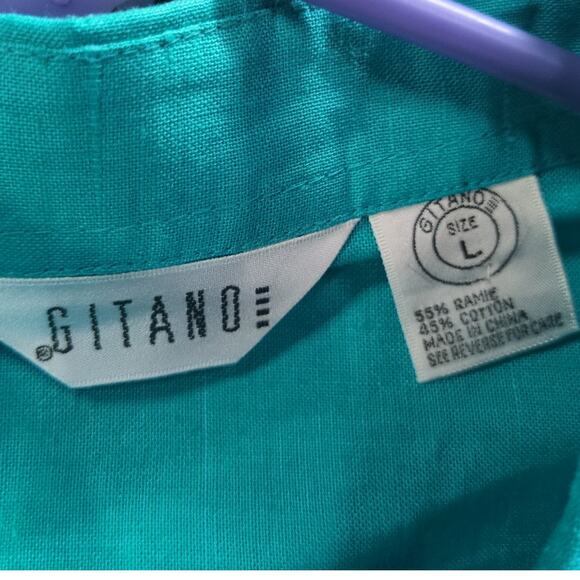 ® GITANO
GITANO
SIZE
L
55% RAMIE
45% COTTON
MADE IN CHINA
SEE REVERSE FOR CARE